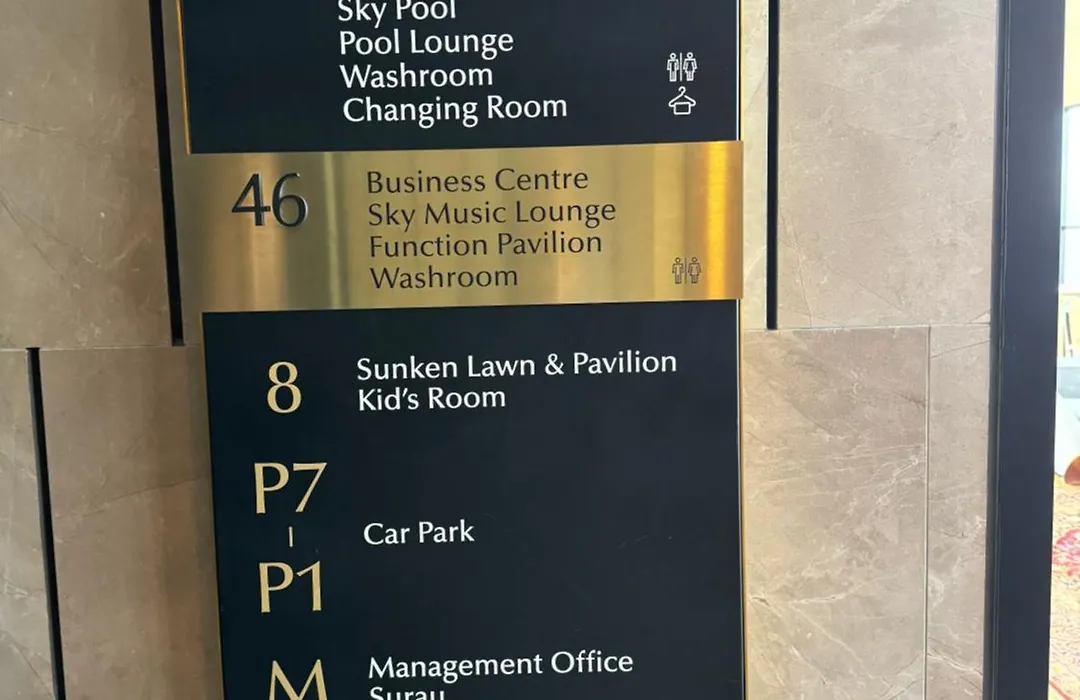 Sky Pool
Pool Lounge
Washroom
Changing Room
46
Business Centre
Sky Music Lounge
Function Pavilion
Washroom
8
Sunken Lawn & Pavilion
Kid's Room
P7
|
P1
Car Park
M
Management Office
Surau